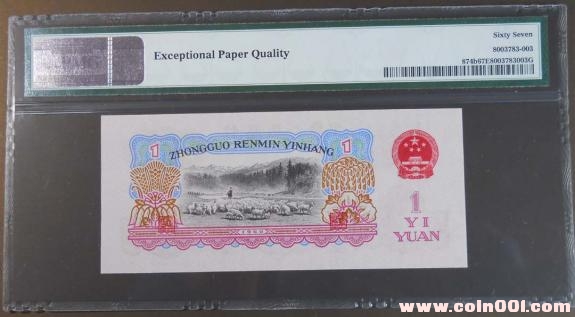 Exceptional Paper Quality
Sixty Seven
8003783-003
874b67E8003783003G
1
ZHONGGUO RENMIN YINHANG
1
1
YI
YUAN
1960
www.coin001.com